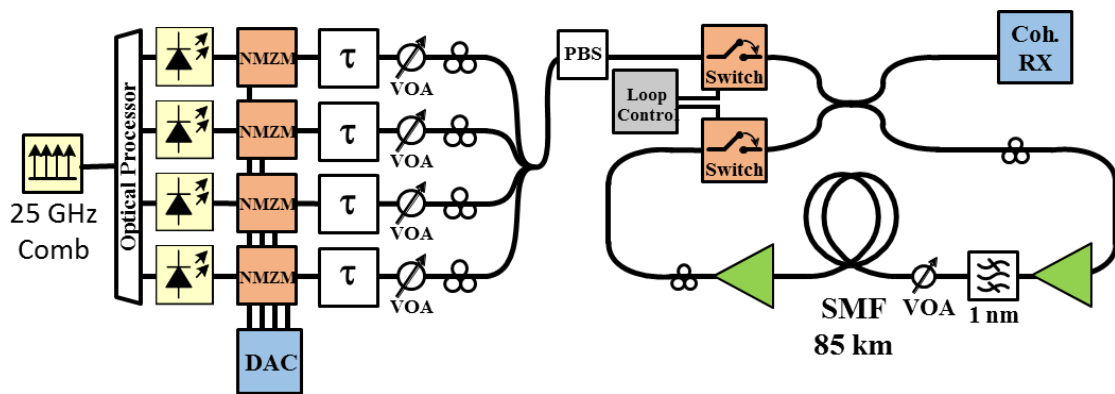 25 GHz
Comb
Optical Processor
NMZM
τ
VOA
NMZM
τ
VOA
NMZM
τ
VOA
NMZM
τ
VOA
DAC
PBS
Switch
Loop
Control
Switch
Coh.
RX
SMF
85 km
VOA
1 nm